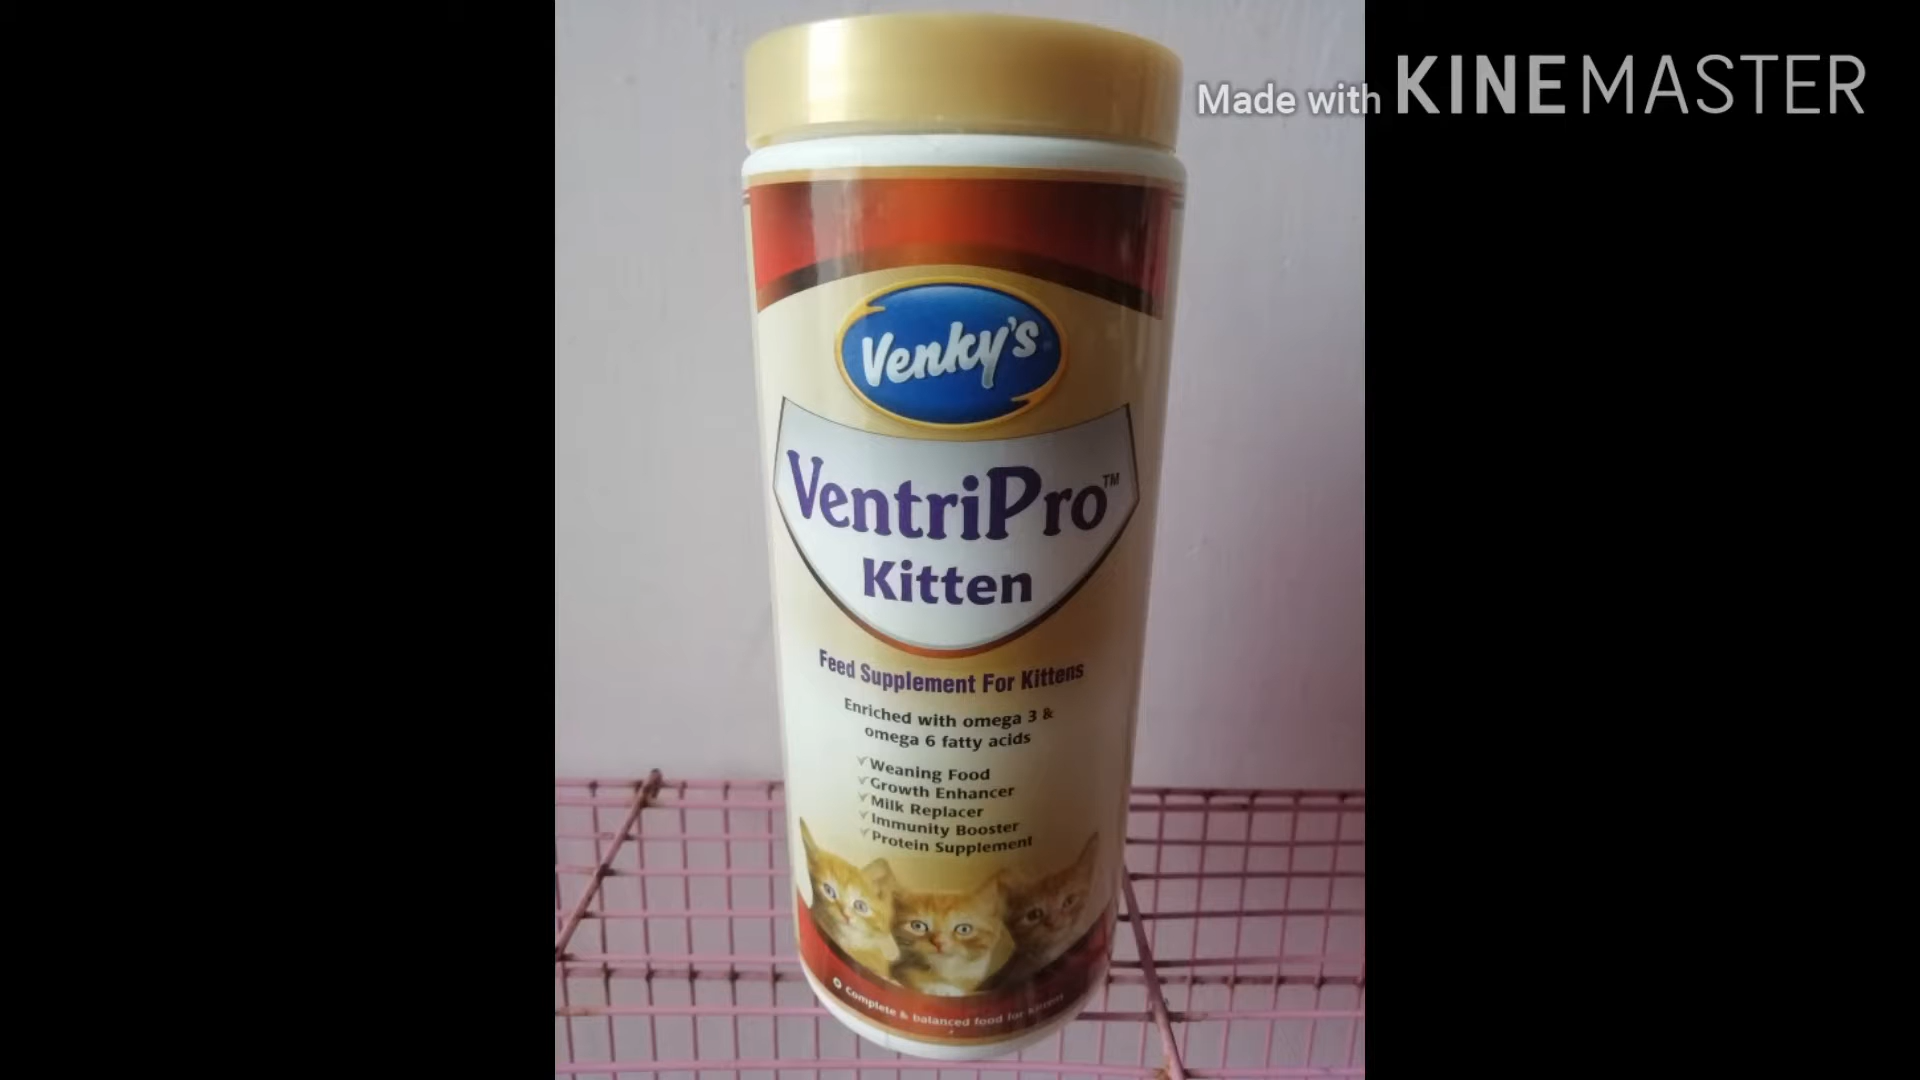 Made with KINEMASTER
Venky's
VentriPro™
Kitten
Feed Supplement For Kittens
Enriched with omega 3 &
omega 6 fatty acids
Weaning Food
Growth Enhancer
Milk Replacer
Immunity Booster
Protein Supplement
Complete & balanced food for kittens